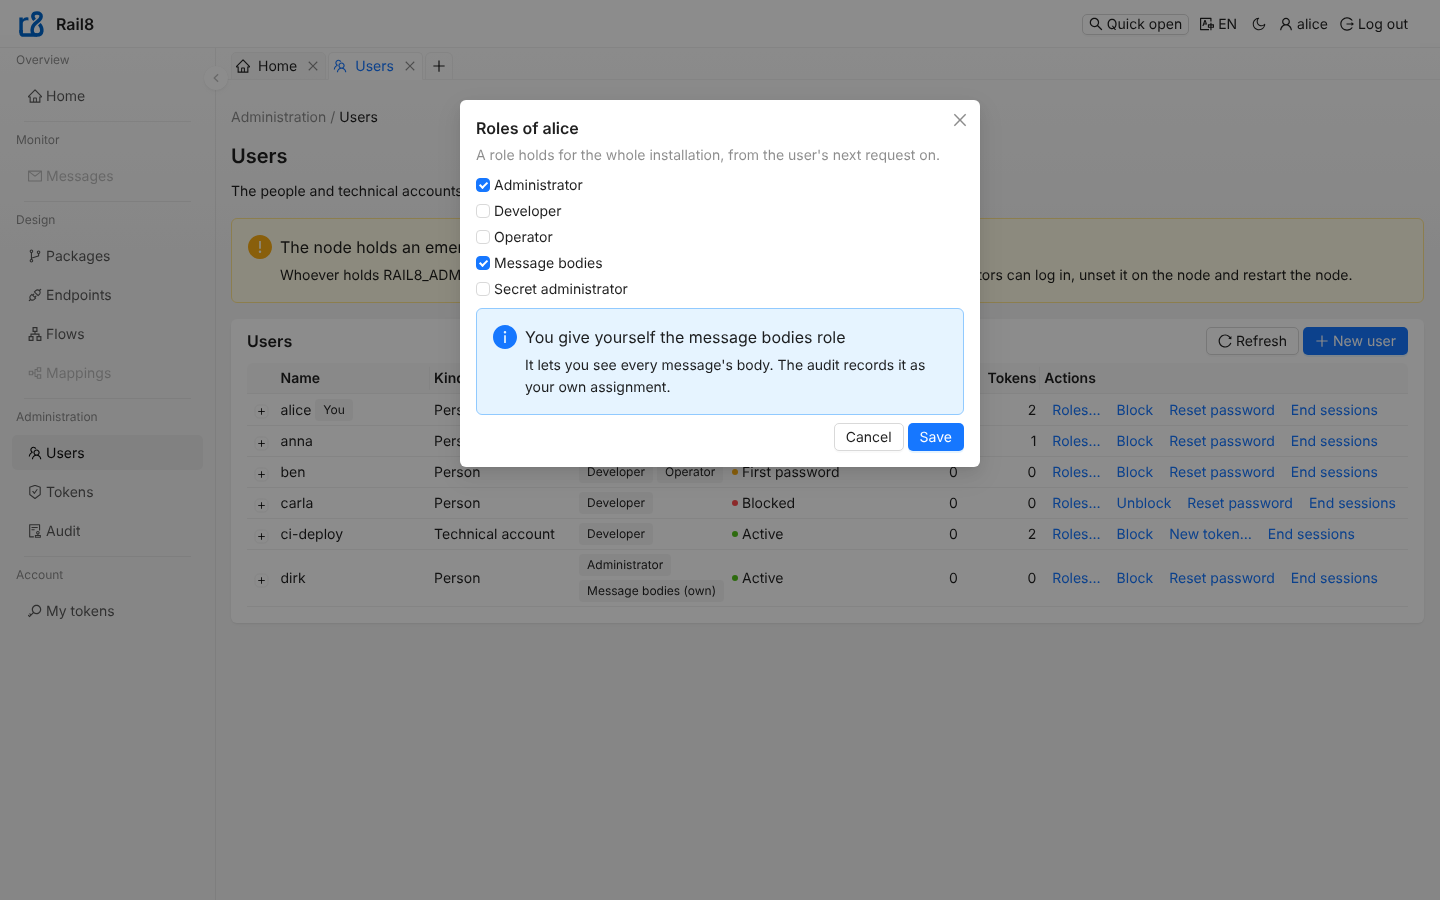 r8 Rail8
Quick open
EN
alice
Log out
Overview
Home
Monitor
Messages
Design
Packages
Endpoints
Flows
Mappings
Administration
Users
Tokens
Audit
Account
My tokens
Home
Users
Administration / Users
Users
The people and technical accounts
The node holds an
Whoever holds
tors can log in, unset it on the node and restart the node.
Roles of alice
A role holds for the whole installation, from the user's next request on.
Administrator
Developer
Operator
Message bodies
Secret administrator
You give yourself the message bodies role
It lets you see every message's body. The audit records it as
your own assignment.
Cancel
Save
Users
Refresh
New user
Name
Tokens Actions
alice You 2 Roles... Block Reset password End sessions
anna 1 Roles... Block Reset password End sessions
ben Person Developer Operator First password 0 0 Roles... Block Reset password End sessions
carla Person Developer Blocked 0 0 Roles... Unblock Reset password End sessions
ci-deploy Technical account Developer Active 0 2 Roles... Block New token... End sessions
dirk Person Administrator Message bodies (own) Active 0 0 Roles... Block Reset password End sessions